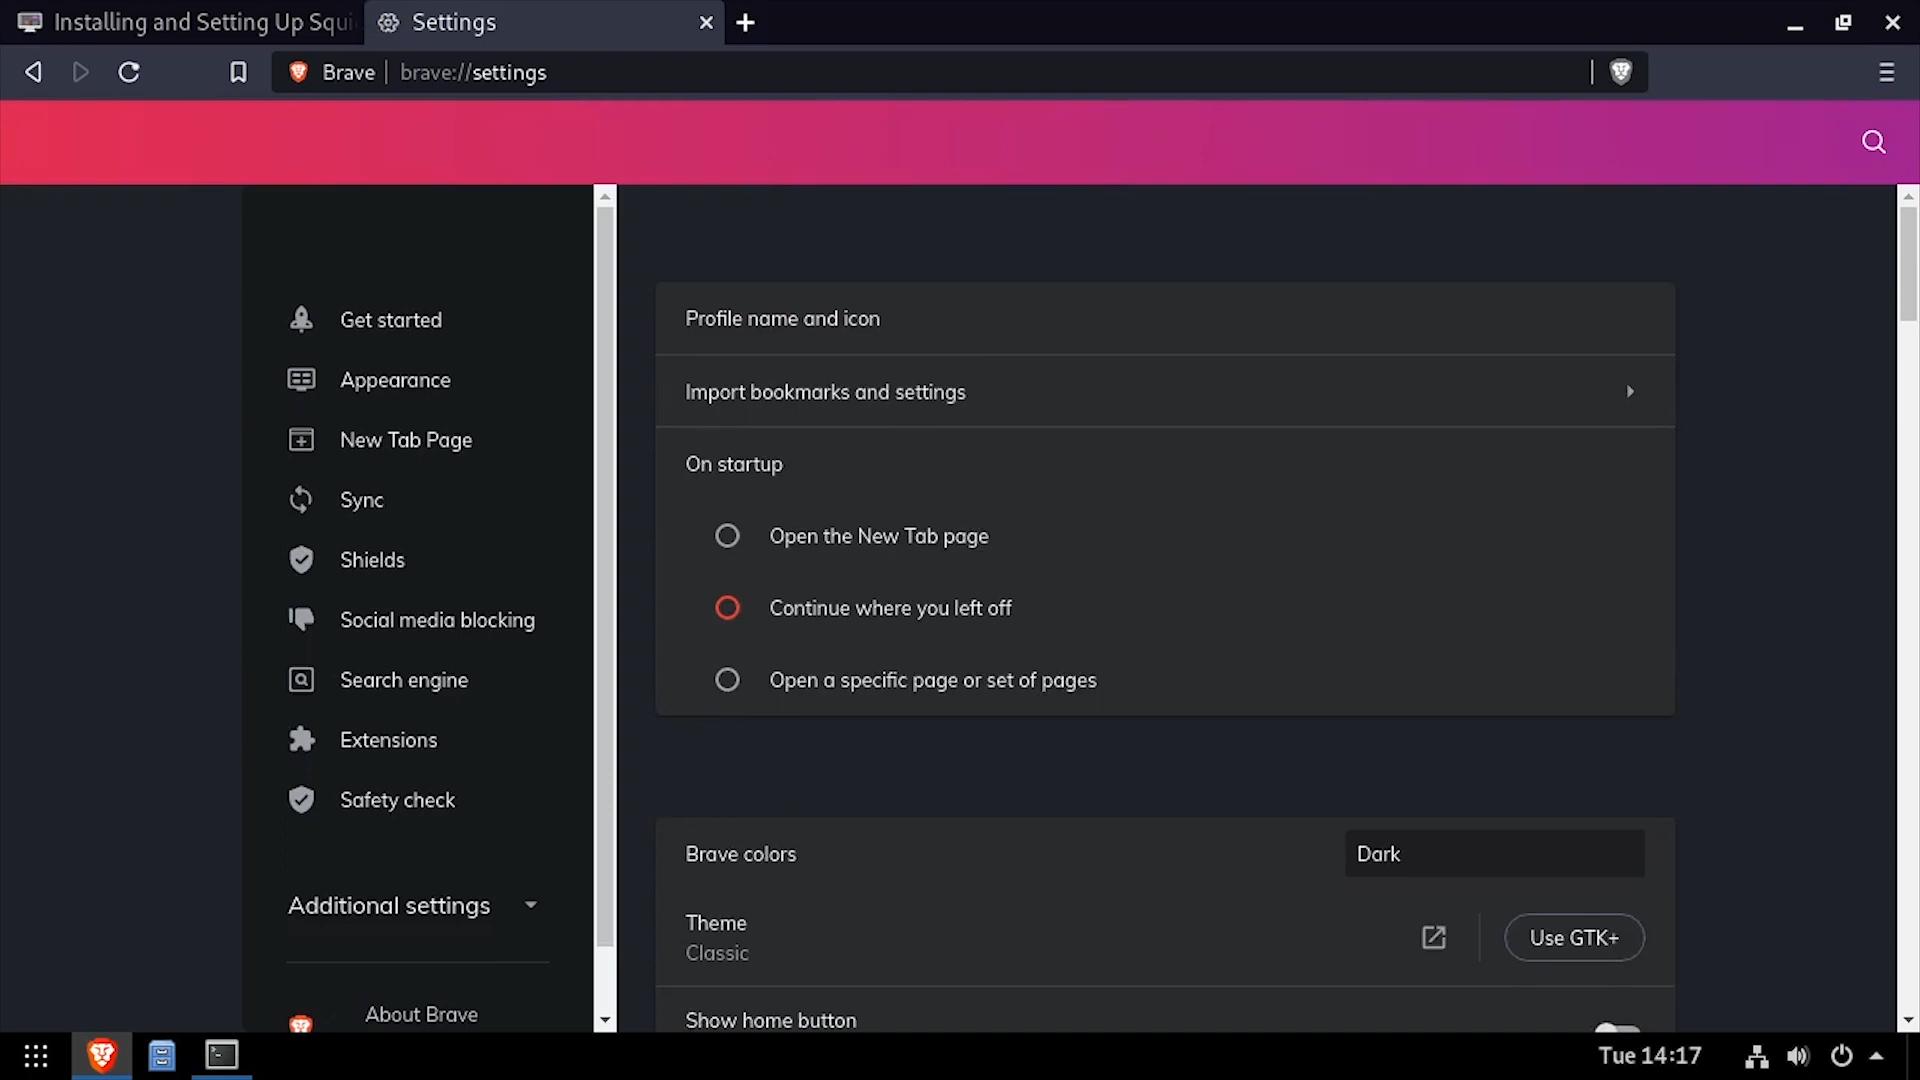 Installing and Setting Up Squi
Settings
Brave
brave://settings
Get started
Appearance
New Tab Page
Sync
Shields
Social media blocking
Search engine
Extensions
Safety check
Additional settings
About Brave
Profile name and icon
Import bookmarks and settings
On startup
Open the New Tab page
Continue where you left off
Open a specific page or set of pages
Brave colors
Dark
Theme
Classic
Use GTK+
Show home button
Tue 14:17